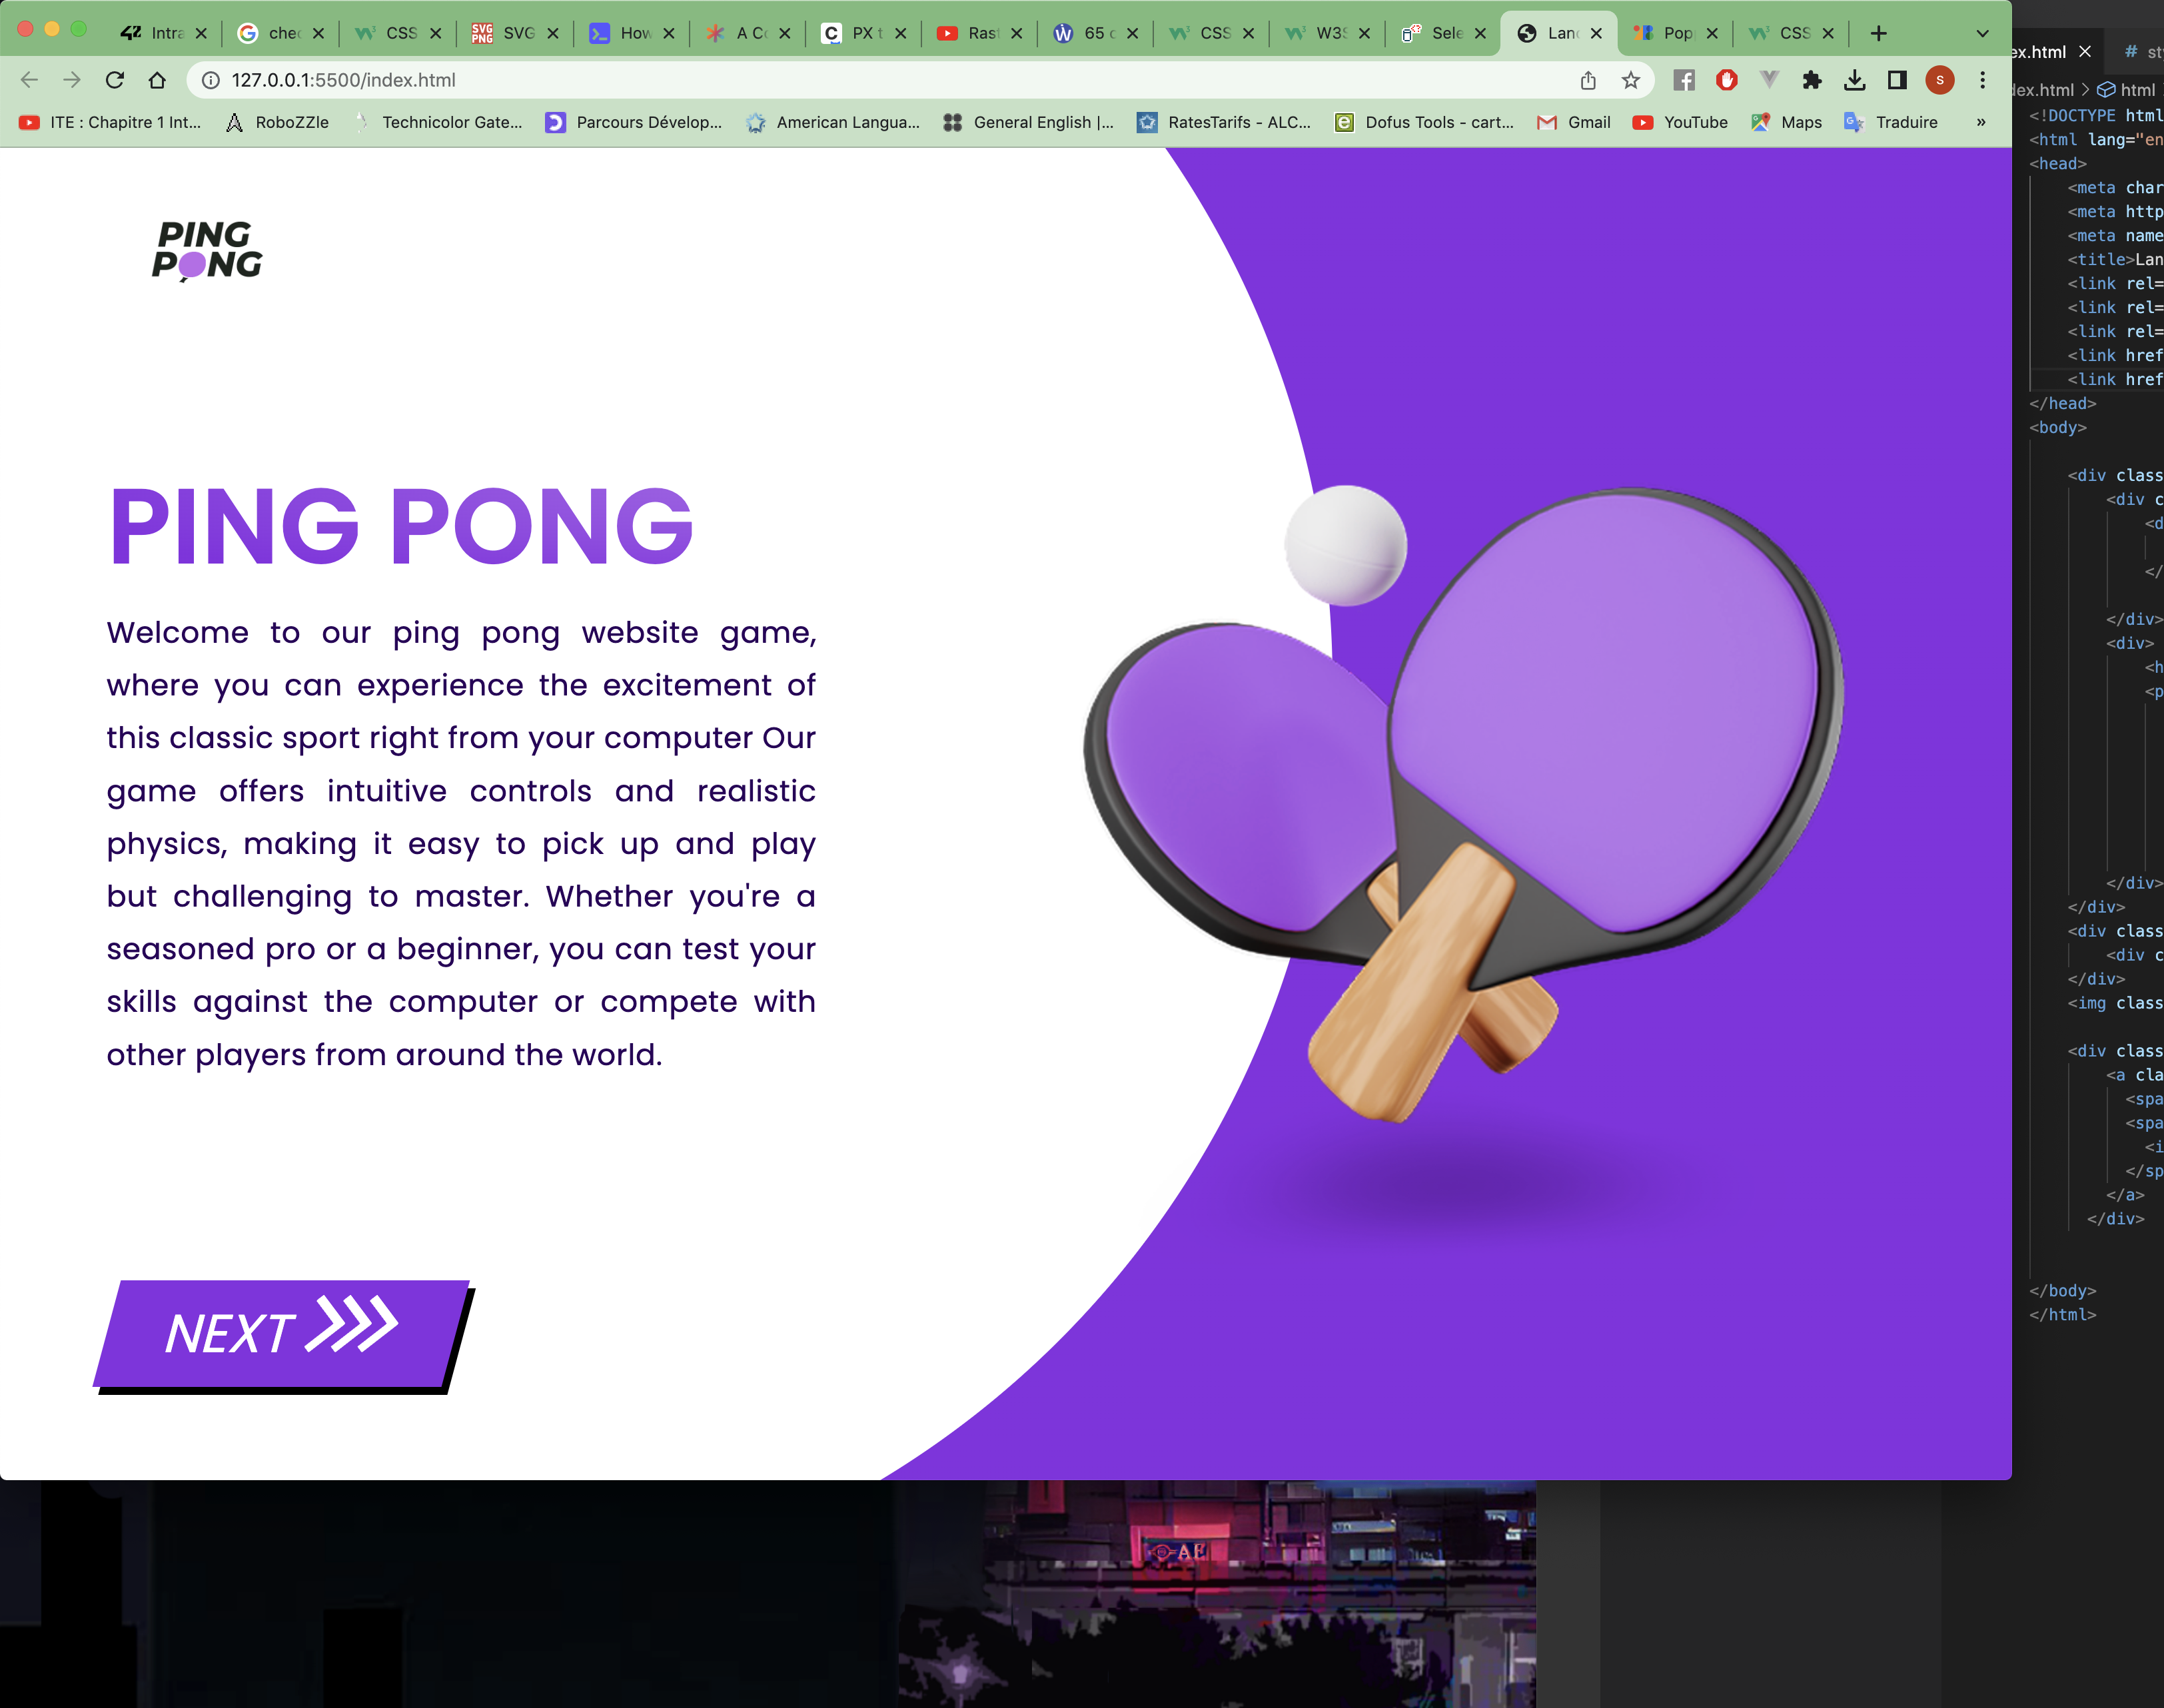 Intra
chec
CSS
SVG PNG
SVG
How
A Co
C
PX t
Rast
65 c
CSS
W3S
Sele
Land
Pop
CSS
127.0.0.1:5500/index.html
S
ITE : Chapitre 1 Int...
RoboZZle
Technicolor Gate...
Parcours Dévelop...
American Langua...
General English |...
RatesTarifs - ALC...
Dofus Tools - cart...
Gmail
YouTube
Maps
Traduire
»
PING
PONG
PING PONG
Welcome to our ping pong website game,
where you can experience the excitement of
this classic sport right from your computer Our
game offers intuitive controls and realistic
physics, making it easy to pick up and play
but challenging to master. Whether you're a
seasoned pro or a beginner, you can test your
skills against the computer or compete with
other players from around the world.
NEXT
ex.html
# st
dex.html > html
<!DOCTYPE html
<html lang="en
<head>
<meta char
<meta http
<meta name
<title>Lan
<link rel=
<link rel=
<link rel=
<link href
<link href
</head>
<body>
<div class
<div c
<d
</
</div>
<div>
<h
<p
</div>
</div>
<div class
<div c
</div>
<img class
<div class
<a cla
<spa
<spa
<i
</sp
</a>
</div>
</body>
</html>